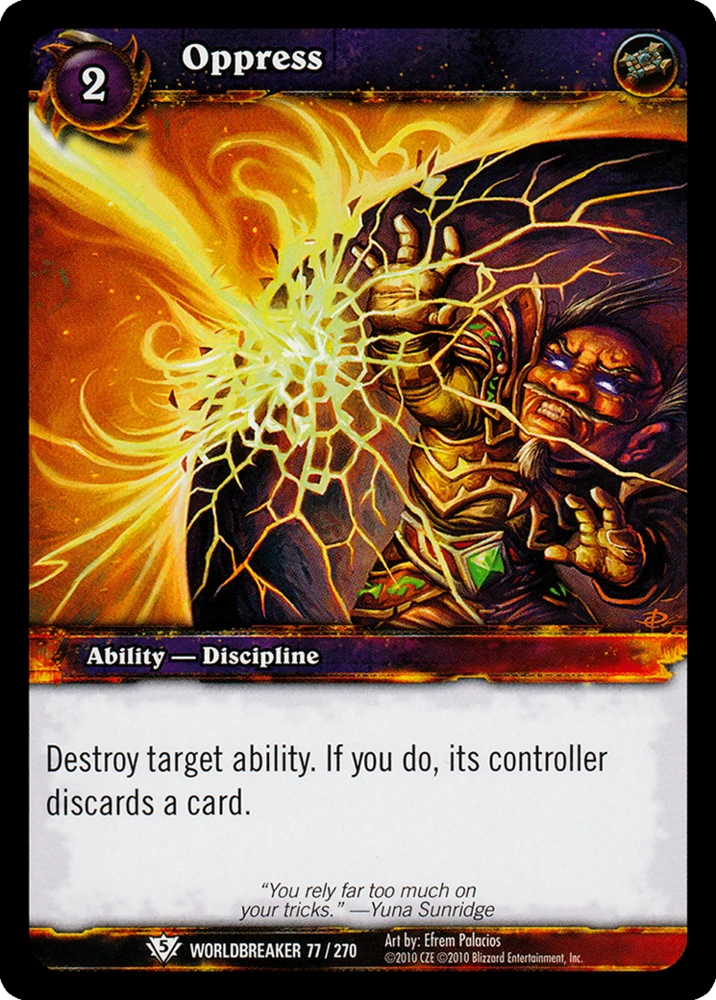 2
Oppress
Ability — Discipline
Destroy target ability. If you do, its controller
discards a card.
“You rely far too much on
your tricks.” —Yuna Sunridge
5
WORLDBREAKER 77 / 270
Art by: Efrem Palacios
©2010 CZE ©2010 Blizzard Entertainment, Inc.